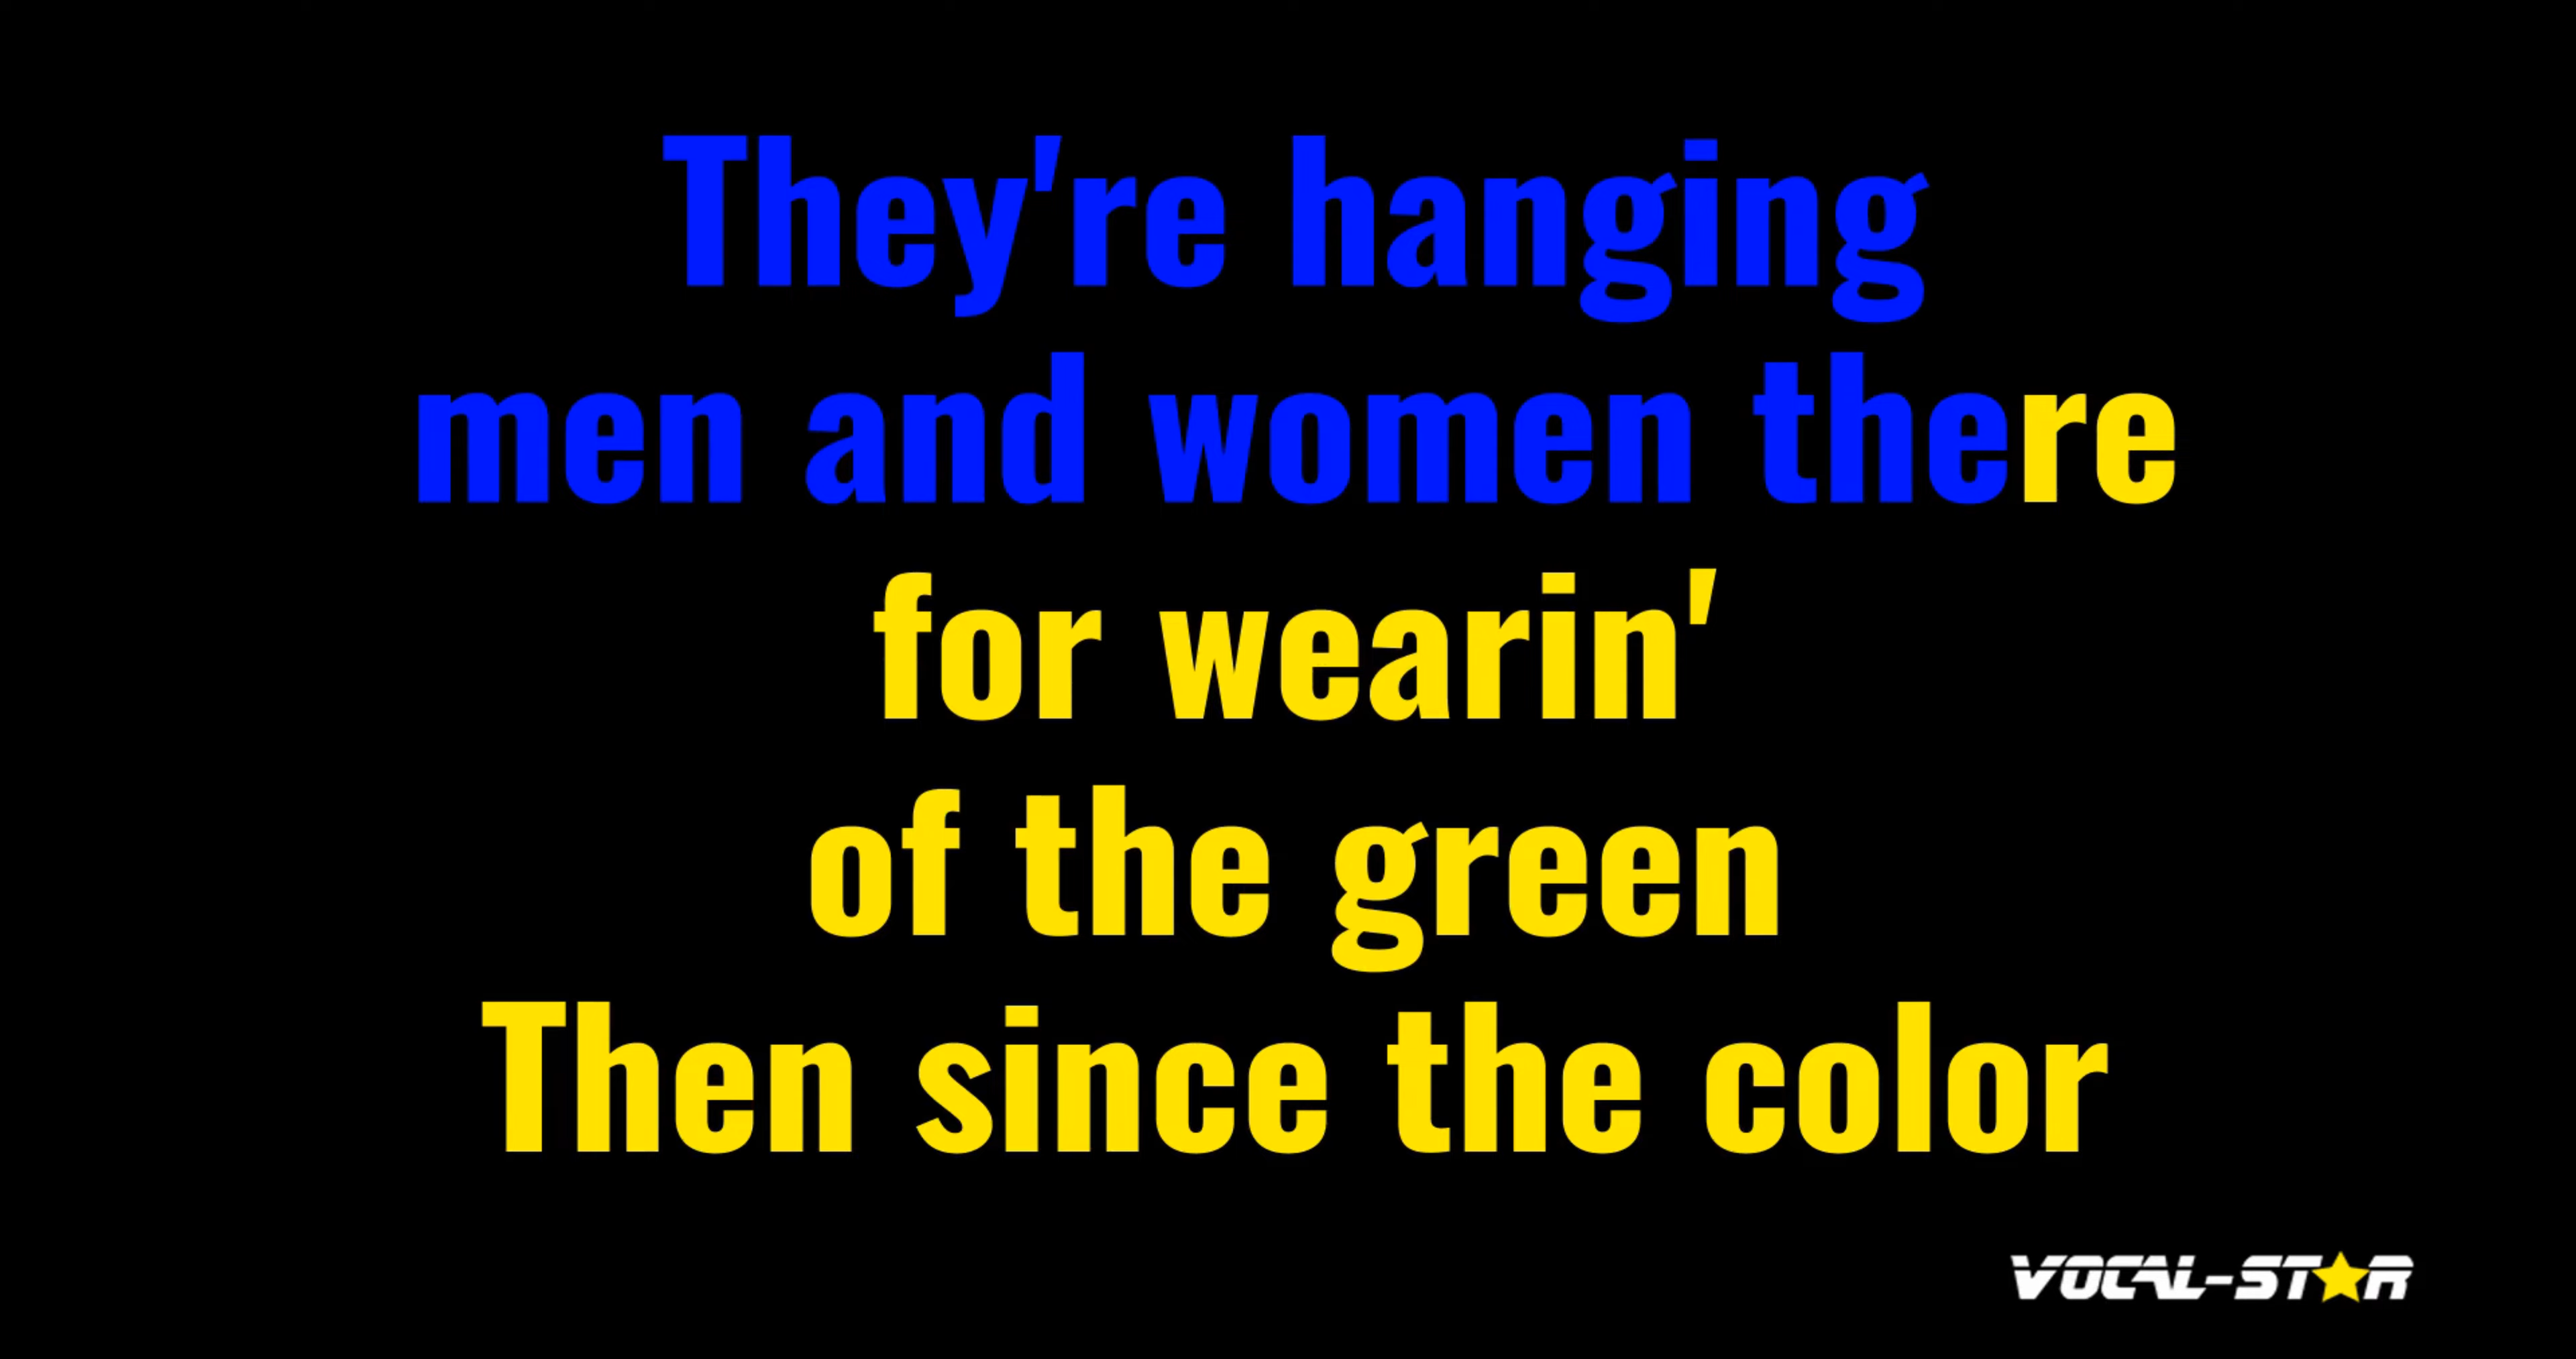 They're hanging
men and women there
for wearin'
of the green
Then since the color
VOCAL-STAR